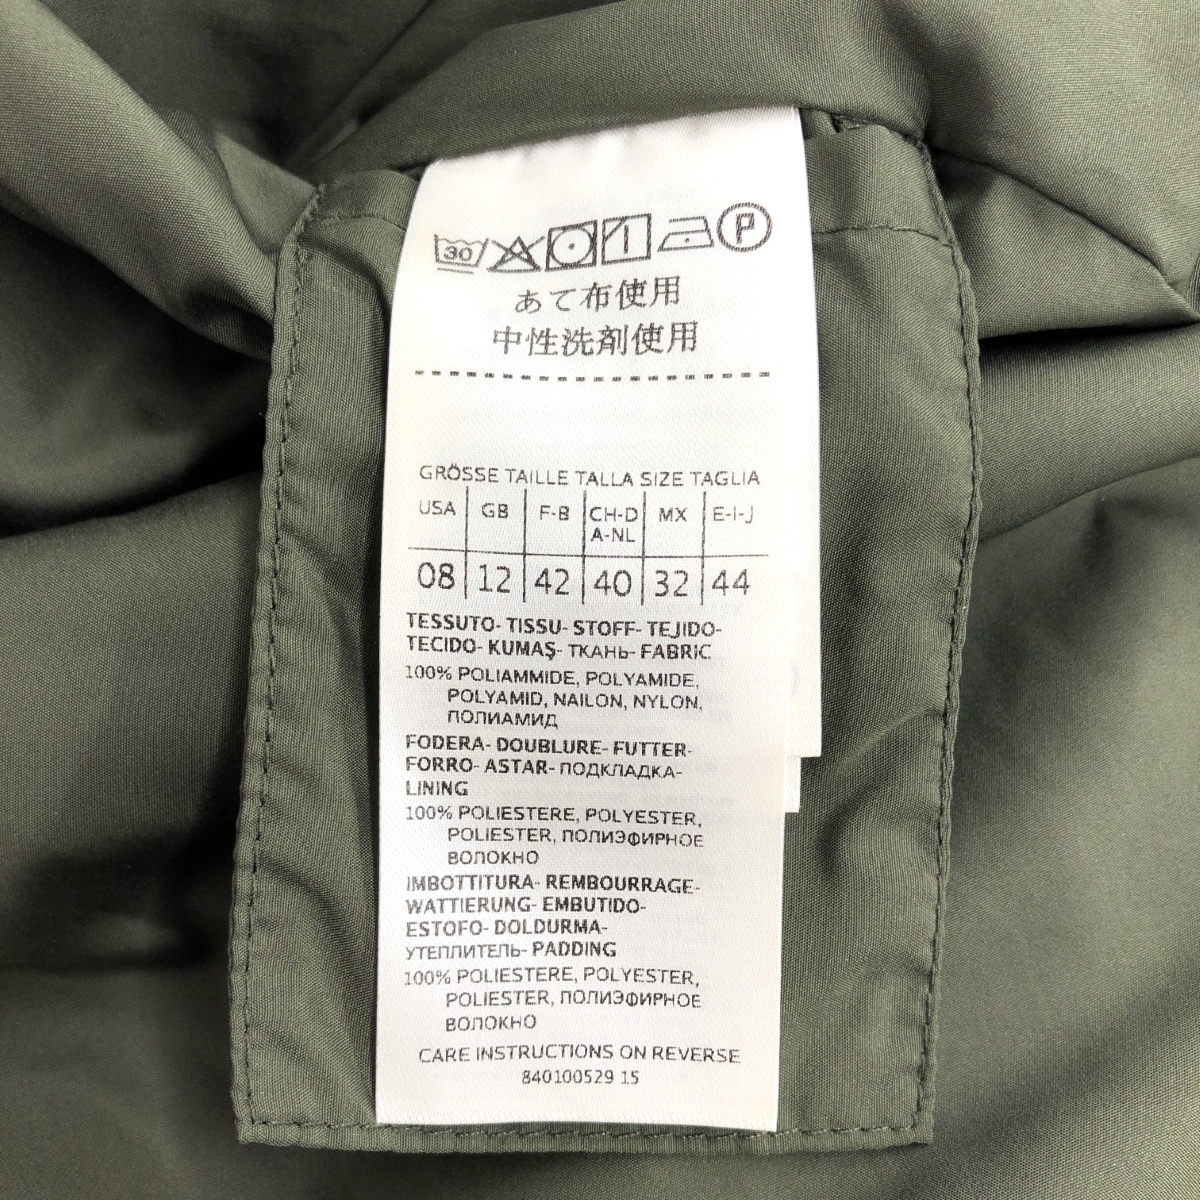 30 P
あて布使用
中性洗剤使用
GRÖSSE TAILLE TALLA SIZE TAGLIA
USA GB F-B CH-D MX E-I-J
A-NL
08 12 42 40 32 44
TESSUTO- TISSU- STOFF- TEJIDO-
TECIDO- KUMAŞ- ТКАНЬ- FABRIC
100% POLIAMMIDE, POLYAMIDE,
POLYAMID, NAILON, NYLON,
ПОЛИАМИД
FODERA- DOUBLURE- FUTTER-
FORRO- ASTAR- ПОДКЛАДКА-
LINING
100% POLIESTERE, POLYESTER,
POLIESTER, ПОЛИЭФИРНОЕ
ВОЛОКНО
IMBOTTITURA- REMBOURRAGE-
WATTIERUNG- EMBUTIDO-
ESTOFO- DOLDURMA-
УТЕПЛИТЕЛЬ- PADDING
100% POLIESTERE, POLYESTER,
POLIESTER, ПОЛИЭФИРНОЕ
ВОЛОКНО
CARE INSTRUCTIONS ON REVERSE
840100529 15